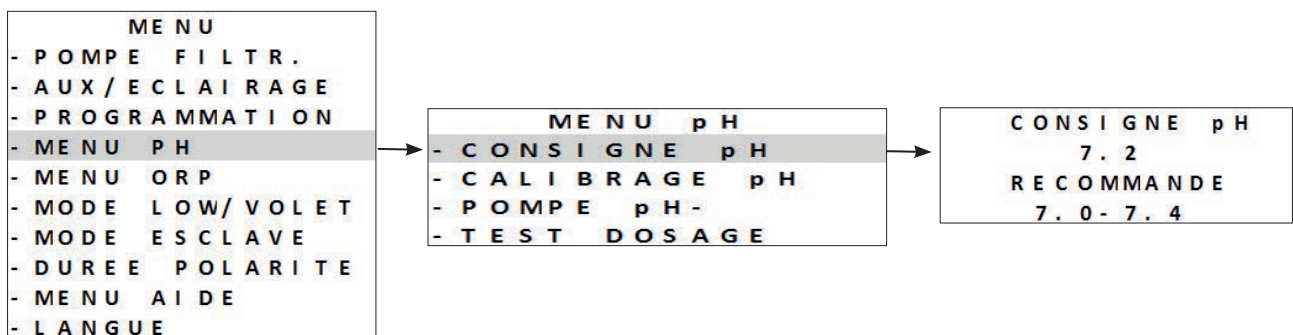 MENU
- POMPE FILTR.
- AUX/ECLAIRAGE
- PROGRAMMATION
- MENU PH
- MENU ORP
- MODE LOW/VOLET
- MODE ESCLAVE
- DUREE POLARITE
- MENU AIDE
- LANGUE
MENU pH
- CONSIGNE pH
- CALIBRAGE pH
- POMPE pH-
- TEST DOSAGE
CONSIGNE pH
7.2
RECOMMANDE
7.0-7.4